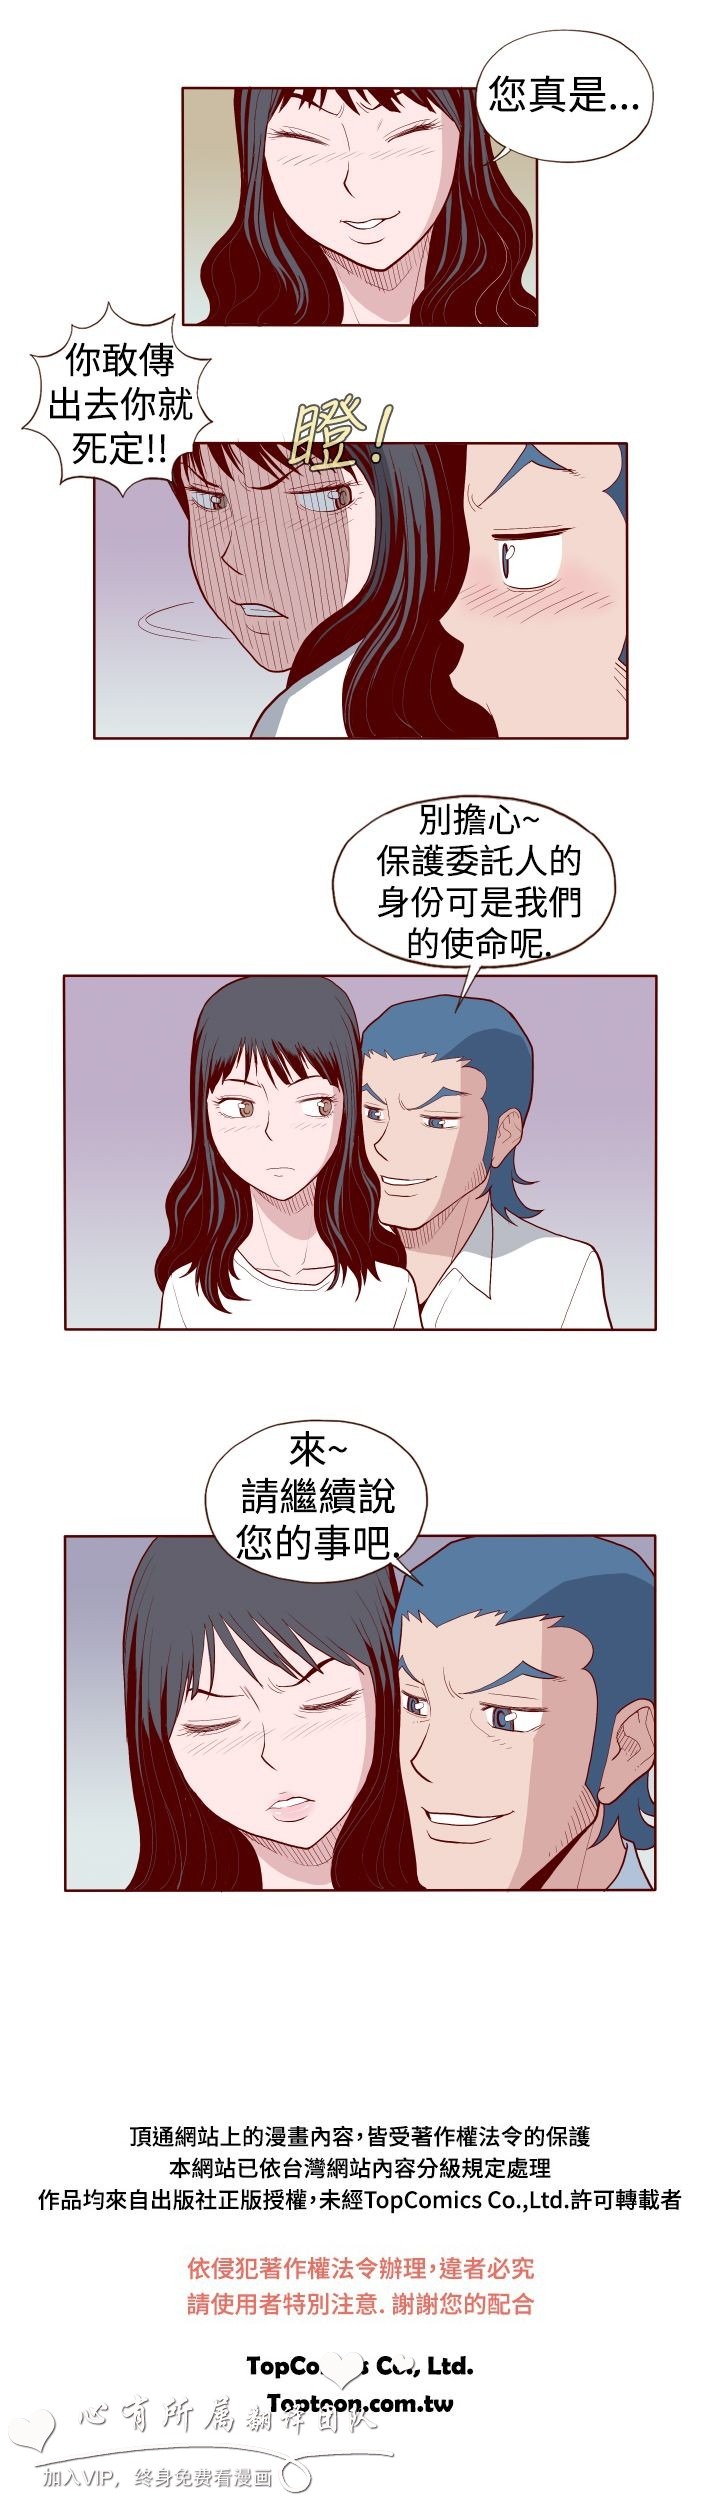 您真是...
你敢傳
出去你就
死定!!
瞪!
別擔心~
保護委託人的
身份可是我們
的使命呢.
來~
請繼續說
您的事吧.
頂通網站上的漫畫內容，皆受著作權法令的保護
本網站已依台灣網站內容分級規定處理
作品均來自出版社正版授權，未經TopComics Co.,Ltd.許可轉載者
依侵犯著作權法令辦理，違者必究
請使用者特別注意. 謝謝您的配合
TopComics Co., Ltd.
Toptoon.com.tw
心有所属翻译团队
加入VIP，终身免费看漫画